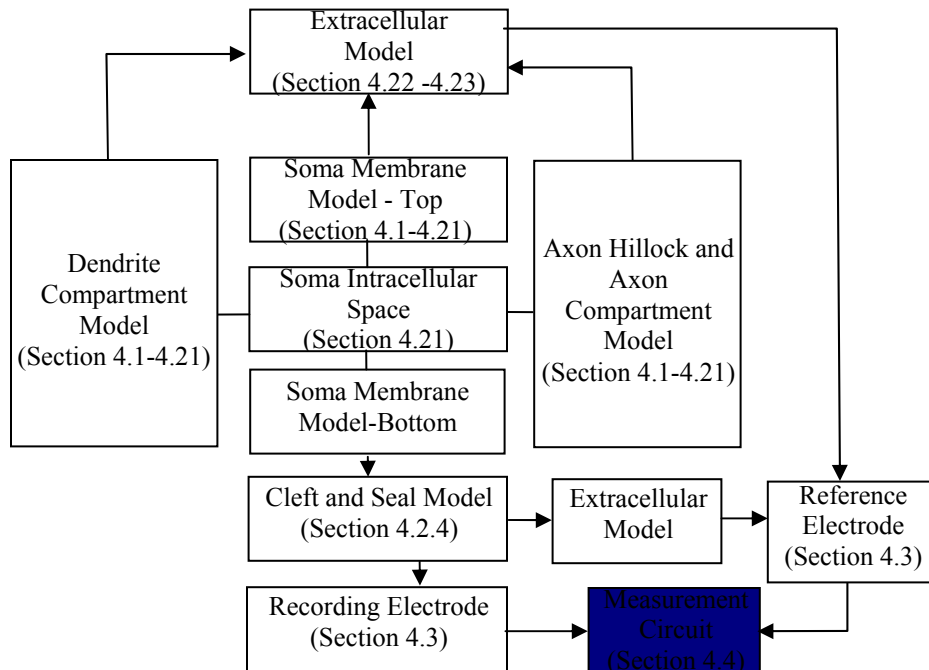 Extracellular
Model
(Section 4.22 -4.23)
Soma Membrane
Model - Top
(Section 4.1-4.21)
Dendrite
Compartment
Model
(Section 4.1-4.21)
Soma Intracellular
Space
(Section 4.21)
Axon Hillock and
Axon
Compartment
Model
(Section 4.1-4.21)
Soma Membrane
Model-Bottom
Cleft and Seal Model
(Section 4.2.4)
Extracellular
Model
Reference
Electrode
(Section 4.3)
Recording Electrode
(Section 4.3)
Measurement
Circuit
(Section 4.4)